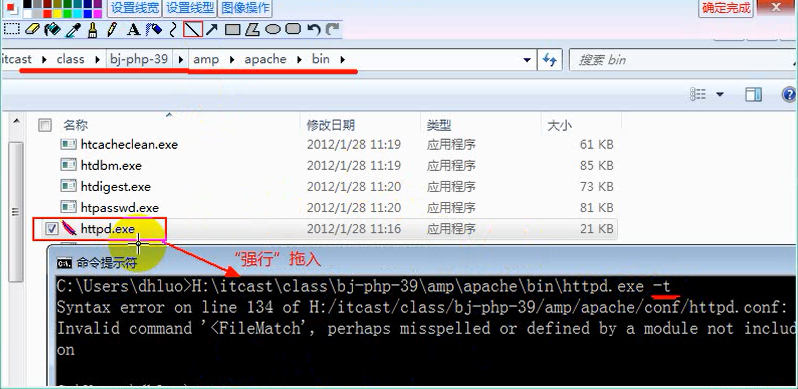 设置线宽 设置线型 图像操作 确定完成
itcast class bj-php-39 amp apache bin 搜索 bin
名称 修改日期 类型 大小
htcacheclean.exe 2012/1/28 11:19 应用程序 61 KB
htdbm.exe 2012/1/28 11:19 应用程序 85 KB
htdigest.exe 2012/1/28 11:20 应用程序 73 KB
htpasswd.exe 2012/1/28 11:20 应用程序 81 KB
httpd.exe 2012/1/28 11:16 应用程序 21 KB
“强行”拖入
命令提示符
C:\Users\dhluo>H:\itcast\class\bj-php-39\amp\apache\bin\httpd.exe -t
Syntax error on line 134 of H:/itcast/class/bj-php-39/amp/apache/conf/httpd.conf:
Invalid command '<FileMatch', perhaps misspelled or defined by a module not includ
on